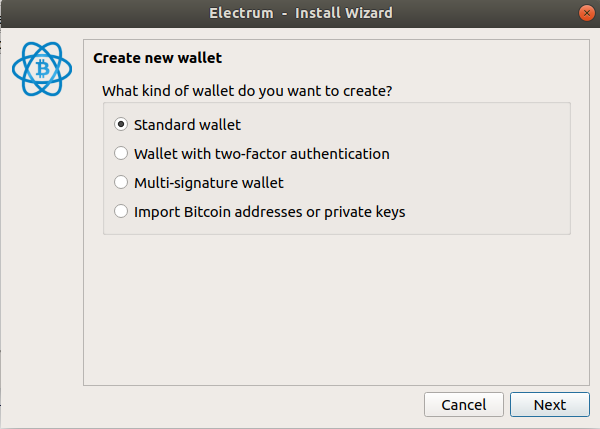 Electrum - Install Wizard
Create new wallet
What kind of wallet do you want to create?
Standard wallet
Wallet with two-factor authentication
Multi-signature wallet
Import Bitcoin addresses or private keys
Cancel
Next